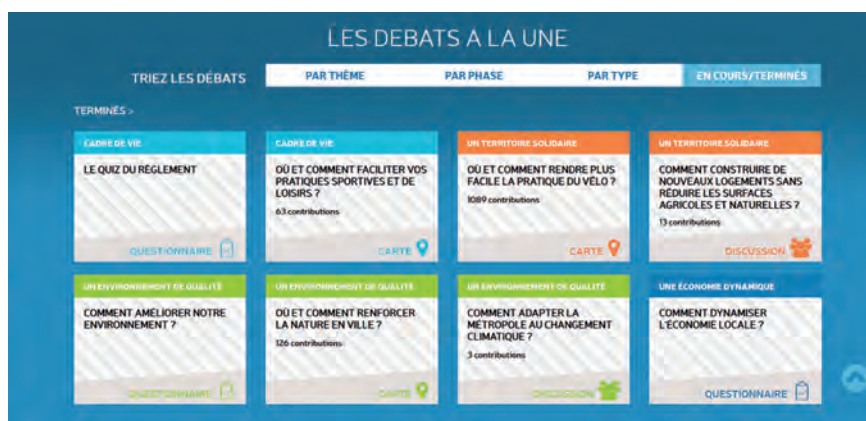 LES DEBATS A LA UNE
TRIEZ LES DÉBATS
PAR THÈME
PAR PHASE
PAR TYPE
EN COURS/TERMINÉS
TERMINÉS >
CADRE DE VIE
LE QUIZ DU RÈGLEMENT
QUESTIONNAIRE
CADRE DE VIE
OÙ ET COMMENT FACILITER VOS
PRATIQUES SPORTIVES ET DE
LOISIRS ?
63 contributions
CARTE
UN TERRITOIRE SOLIDAIRE
OÙ ET COMMENT RENDRE PLUS
FACILE LA PRATIQUE DU VÉLO ?
1089 contributions
CARTE
UN TERRITOIRE SOLIDAIRE
COMMENT CONSTRUIRE DE
NOUVEAUX LOGEMENTS SANS
RÉDUIRE LES SURFACES
AGRICOLES ET NATURELLES ?
13 contributions
DISCUSSION
UN ENVIRONNEMENT DE QUALITÉ
COMMENT AMÉLIORER NOTRE
ENVIRONNEMENT ?
QUESTIONNAIRE
UN ENVIRONNEMENT DE QUALITÉ
OÙ ET COMMENT RENFORCER
LA NATURE EN VILLE ?
126 contributions
CARTE
UN ENVIRONNEMENT DE QUALITÉ
COMMENT ADAPTER LA
MÉTROPOLE AU CHANGEMENT
CLIMATIQUE ?
3 contributions
DISCUSSION
UNE ÉCONOMIE DYNAMIQUE
COMMENT DYNAMISER
L'ÉCONOMIE LOCALE ?
QUESTIONNAIRE